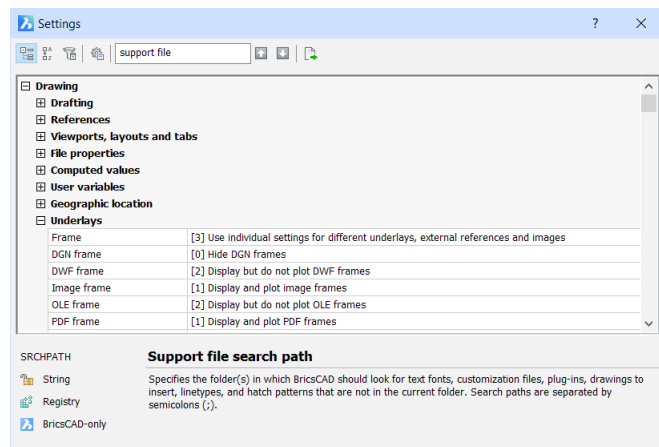 Settings
support file
Drawing
Drafting
References
Viewports, layouts and tabs
File properties
Computed values
User variables
Geographic location
Underlays
Frame [3] Use individual settings for different underlays, external references and images
DGN frame [0] Hide DGN frames
DWF frame [2] Display but do not plot DWF frames
Image frame [1] Display and plot image frames
OLE frame [2] Display but do not plot OLE frames
PDF frame [1] Display and plot PDF frames
SRCHPATH Support file search path
String Specifies the folder(s) in which BricsCAD should look for text fonts, customization files, plug-ins, drawings to
Registry insert, linetypes, and hatch patterns that are not in the current folder. Search paths are separated by
BricsCAD-only semicolons (;).